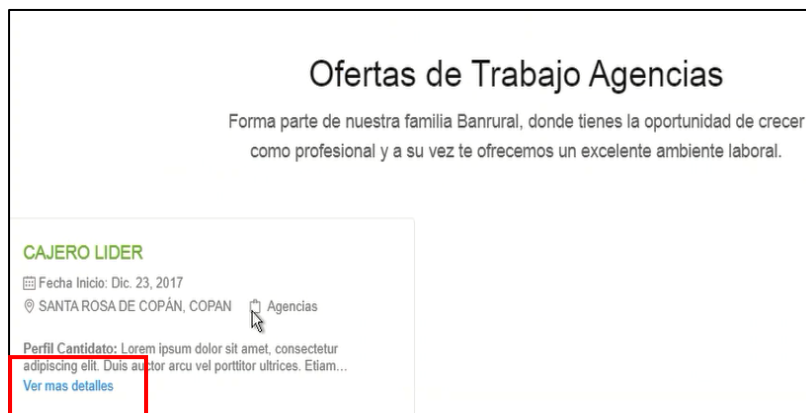 Ofertas de Trabajo Agencias
Forma parte de nuestra familia Banrural, donde tienes la oportunidad de crecer
como profesional y a su vez te ofrecemos un excelente ambiente laboral.
CAJERO LIDER
Fecha Inicio: Dic. 23, 2017
SANTA ROSA DE COPÁN, COPAN Agencias
Perfil Cantidato: Lorem ipsum dolor sit amet, consectetur
adipiscing elit. Duis auctor arcu vel porttitor ultrices. Etiam...
Ver mas detalles